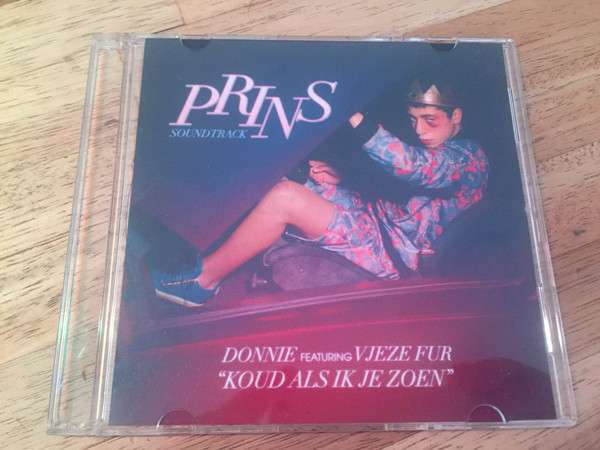 PRINS
SOUNDTRACK
DONNIE FEATURING VJEZE FUR
“KOUD ALS IK JE ZOEN”